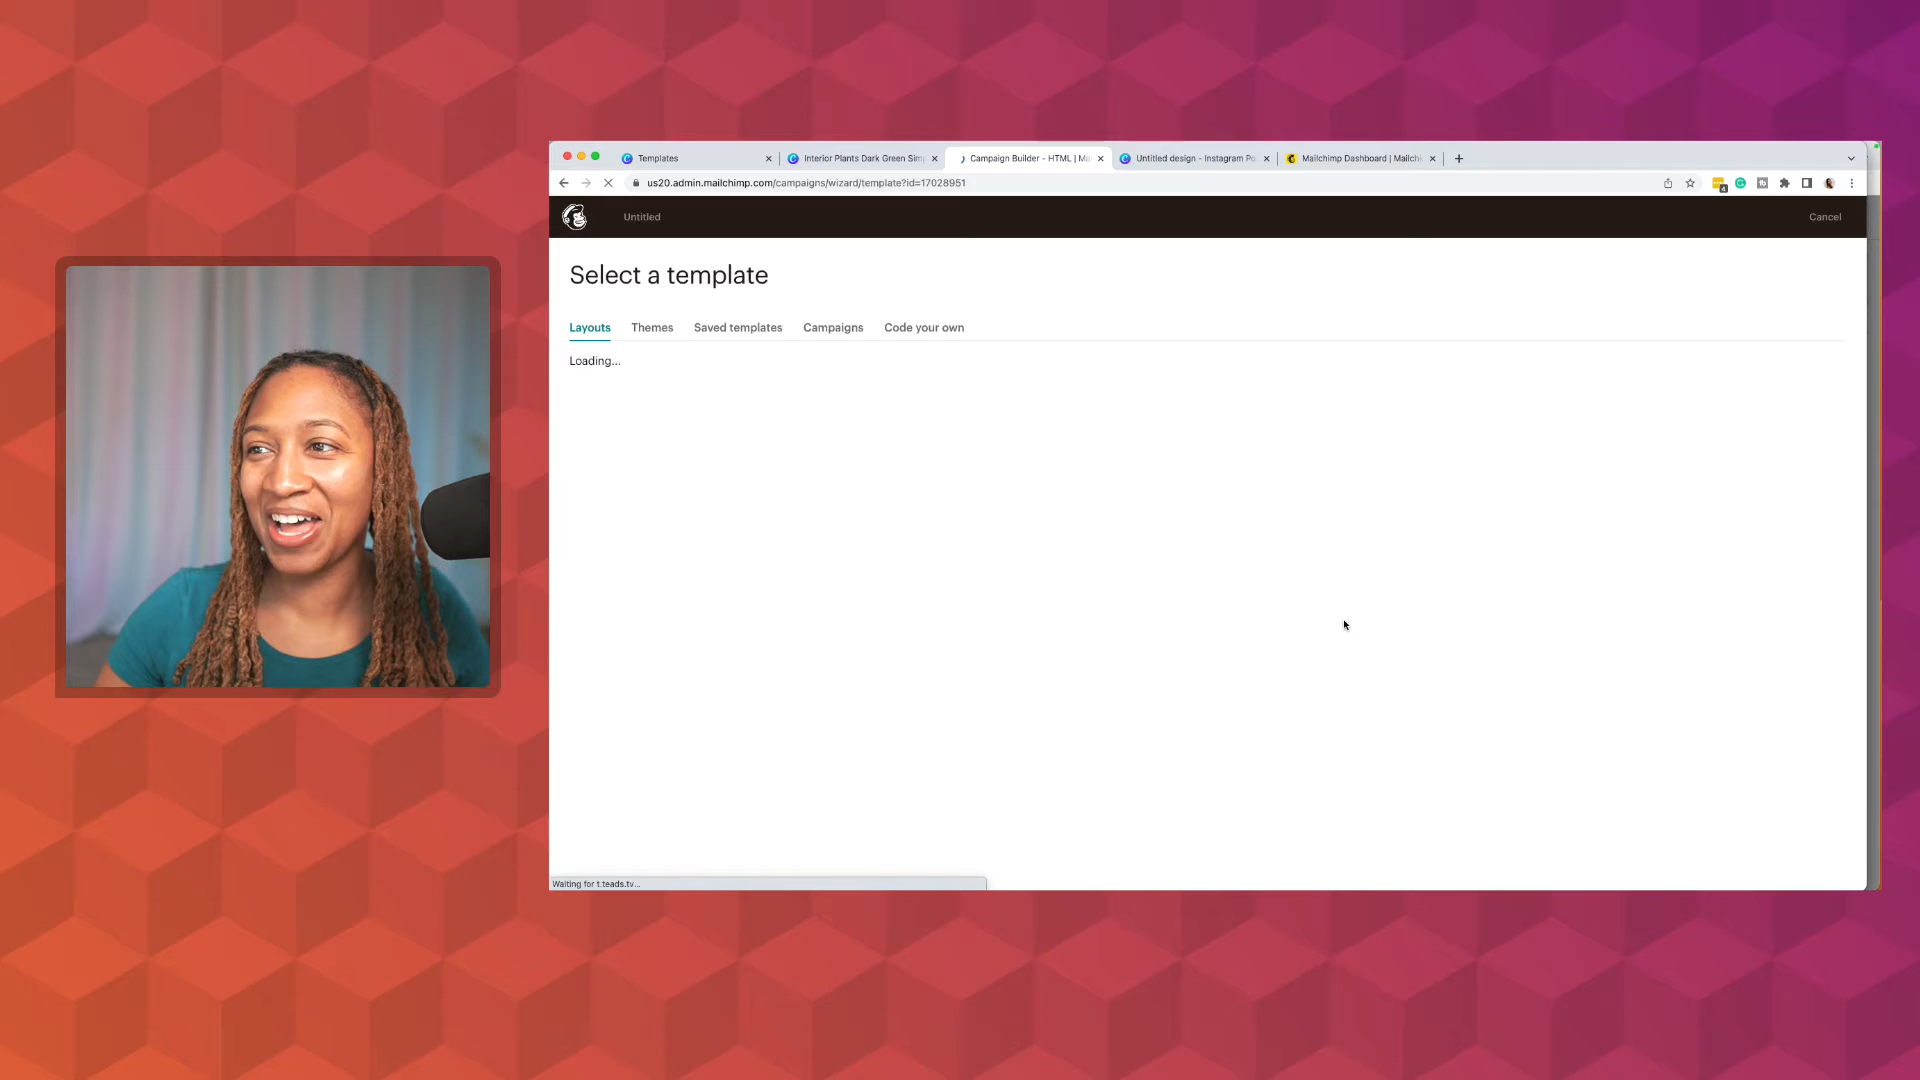 Templates
Interior Plants Dark Green Sim
Campaign Builder - HTML | Ma
Untitled design - Instagram Po
Mailchimp Dashboard | Mailchi
us20.admin.mailchimp.com/campaigns/wizard/template?id=17028951
4
Untitled
Cancel
Select a template
Layouts
Themes
Saved templates
Campaigns
Code your own
Loading...
Waiting for t.teads.tv...